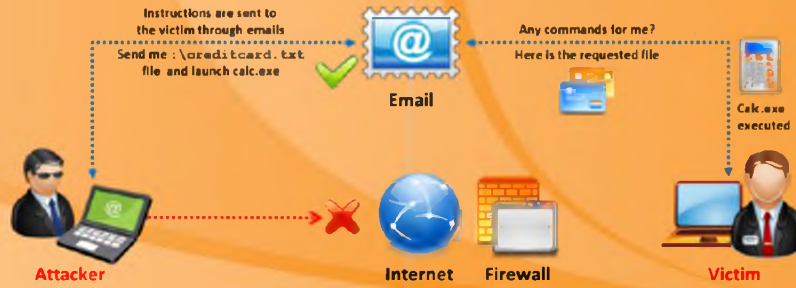 Instructions are sent to
the victim through emails
Send me :\creditcard.txt
file and launch calc.exe
Email
Any commands for me?
Here is the requested file
Calc.exe
executed
Attacker
Internet
Firewall
Victim